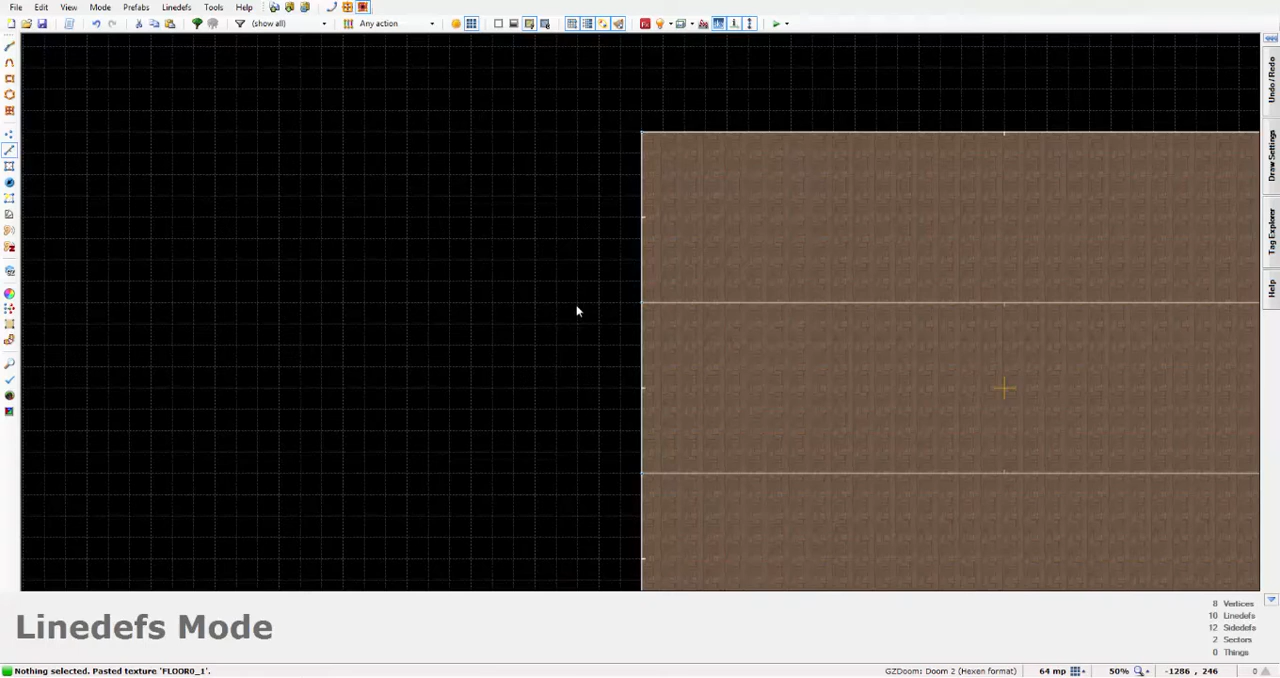 File Edit View Mode Prefabs Linedefs Tools Help
(show all) Any action
Undo / Redo
Draw Settings
Tag Explorer
Help
8 Vertices
10 Linedefs
12 Sidedefs
2 Sectors
0 Things
Linedefs Mode
Nothing selected. Pasted texture 'FLOOR0_1'. GZDoom: Doom 2 (Hexen format) 64 mp 50% -1286 , 246 0